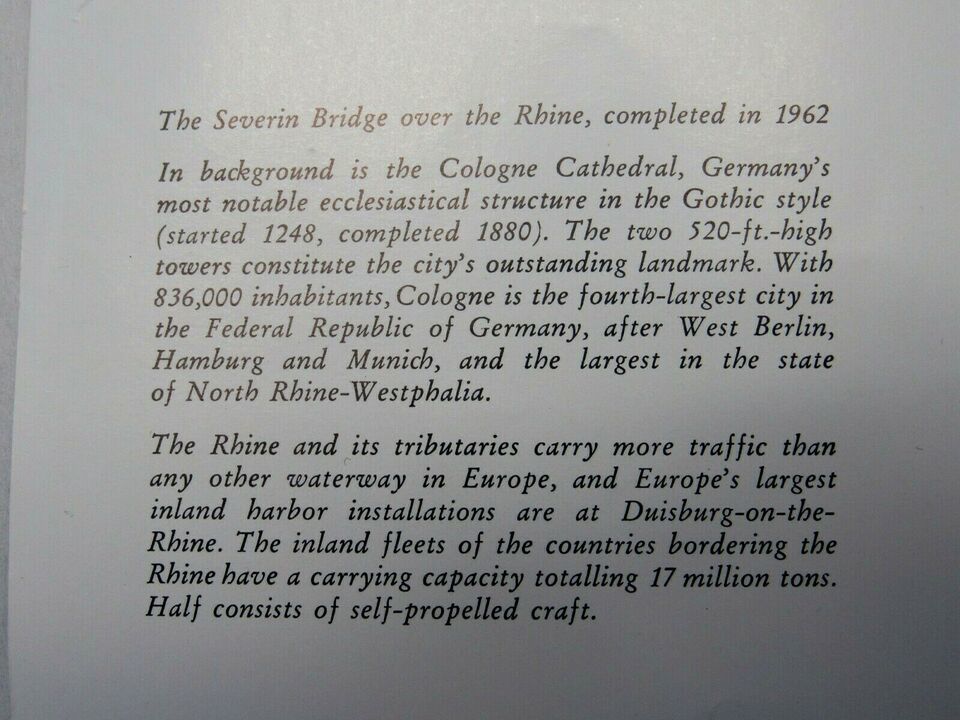 The Severin Bridge over the Rhine, completed in 1962
In background is the Cologne Cathedral, Germany's
most notable ecclesiastical structure in the Gothic style
(started 1248, completed 1880). The two 520-ft.-high
towers constitute the city's outstanding landmark. With
836,000 inhabitants, Cologne is the fourth-largest city in
the Federal Republic of Germany, after West Berlin,
Hamburg and Munich, and the largest in the state
of North Rhine-Westphalia.
The Rhine and its tributaries carry more traffic than
any other waterway in Europe, and Europe's largest
inland harbor installations are at Duisburg-on-the-
Rhine. The inland fleets of the countries bordering the
Rhine have a carrying capacity totalling 17 million tons.
Half consists of self-propelled craft.